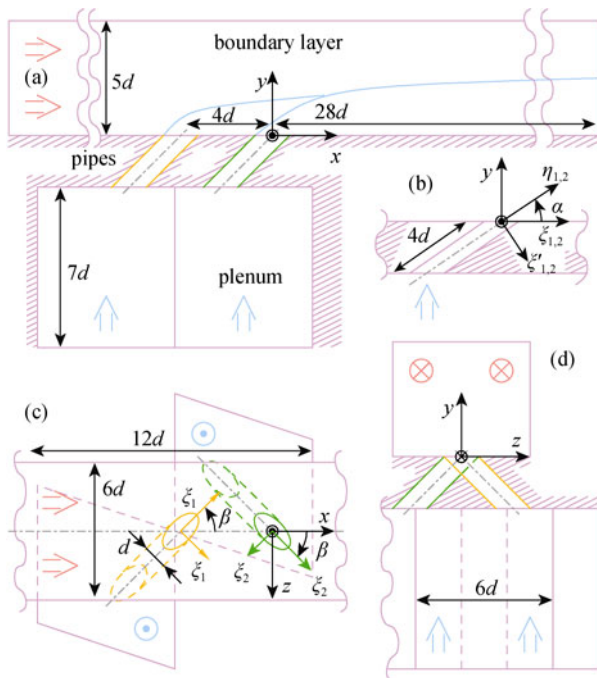 boundary layer
(a)
5d
y
4d
28d
x
pipes
(b)
y
η1,2
α
ξ1,2
4d
ξ′1,2
7d
plenum
(c)
12d
(d)
y
z
6d
ξ1
β
x
d
ξ1
ξ2
β
ξ2
z
6d